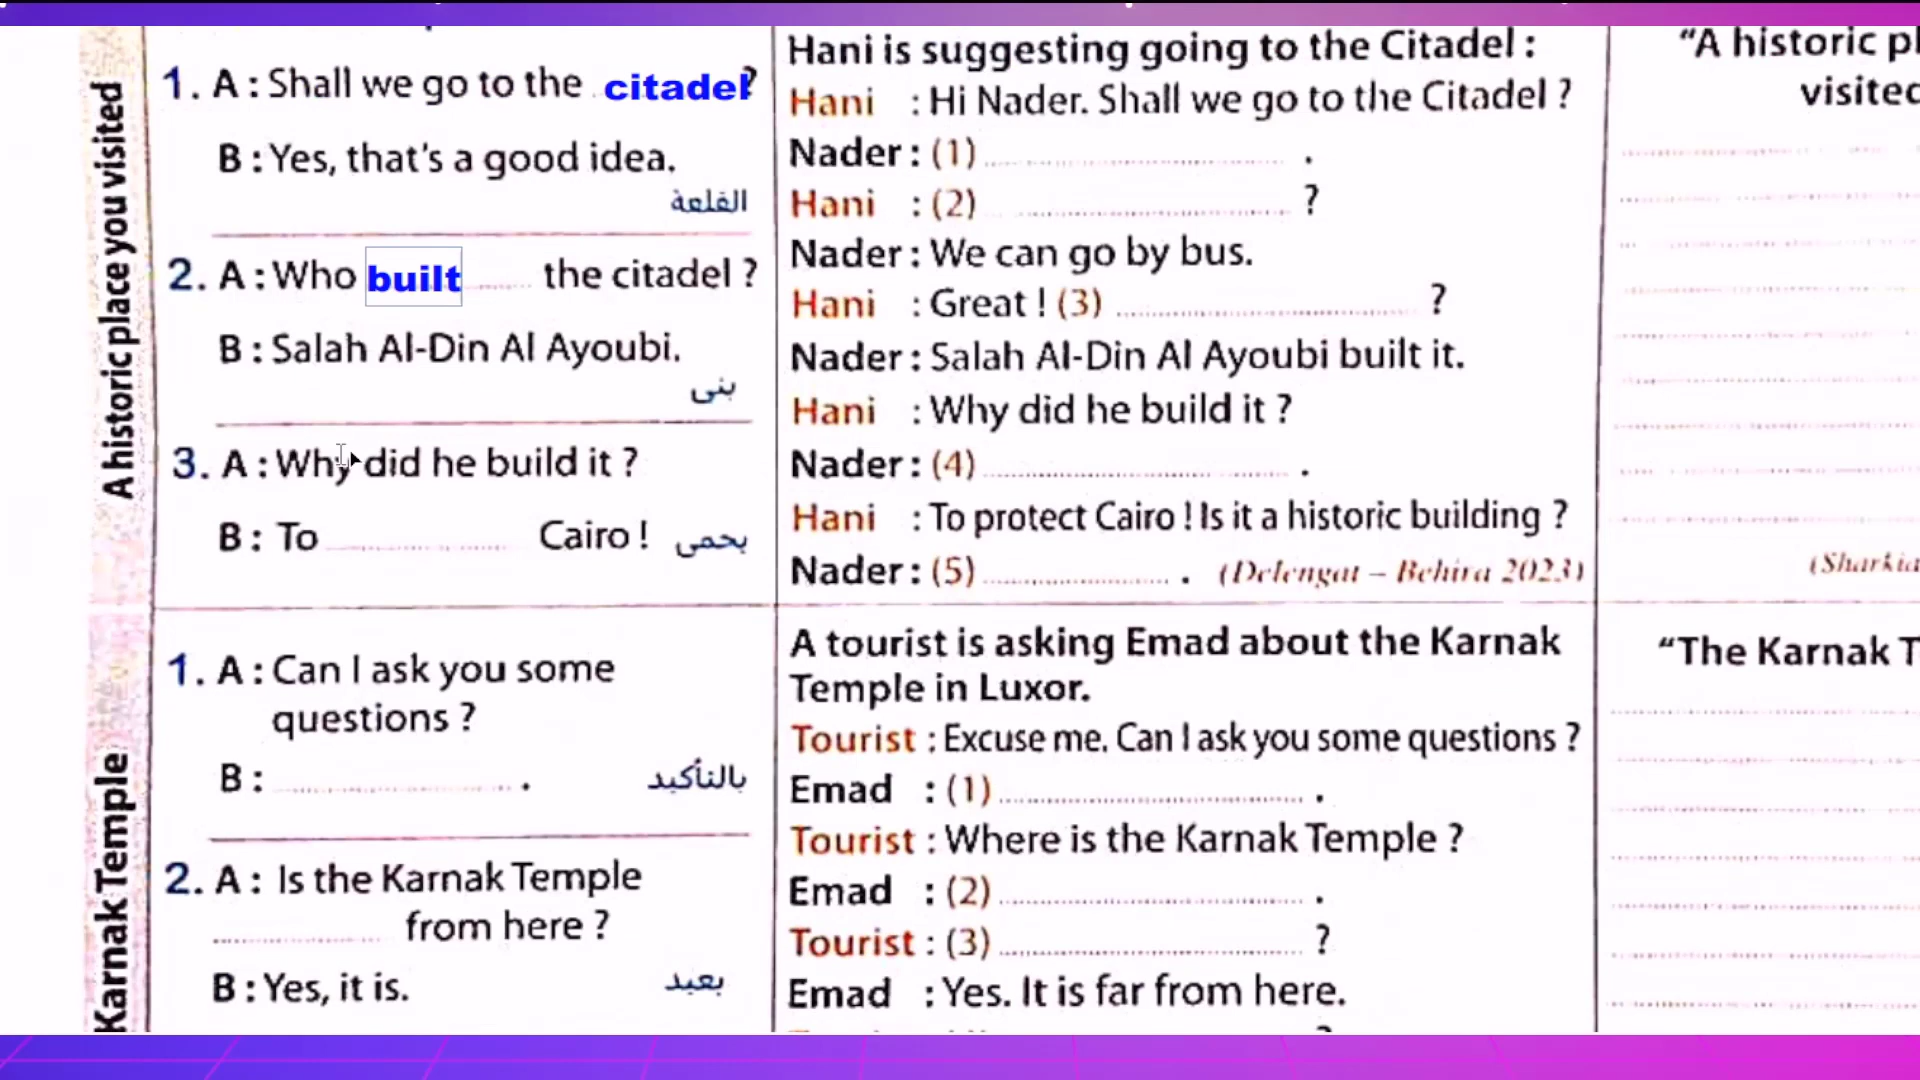 A historic place you visited
1. A : Shall we go to the citadel?
B : Yes, that's a good idea.
القلعة
2. A : Who built the citadel ?
B : Salah Al-Din Al Ayoubi.
بنى
3. A : Why did he build it ?
B : To Cairo ! يحمى
Hani is suggesting going to the Citadel :
Hani : Hi Nader. Shall we go to the Citadel ?
Nader : (1) .
Hani : (2) ?
Nader : We can go by bus.
Hani : Great ! (3) ?
Nader : Salah Al-Din Al Ayoubi built it.
Hani : Why did he build it ?
Nader : (4) .
Hani : To protect Cairo ! Is it a historic building ?
Nader : (5) . (Delengat – Behira 2023)
"A historic pl
visited
(Sharkia
Karnak Temple
1. A : Can I ask you some
questions ?
B : . بالتأكيد
2. A : Is the Karnak Temple
from here ?
B : Yes, it is. بعيد
A tourist is asking Emad about the Karnak
Temple in Luxor.
Tourist : Excuse me. Can I ask you some questions ?
Emad : (1) .
Tourist : Where is the Karnak Temple ?
Emad : (2) .
Tourist : (3) ?
Emad : Yes. It is far from here.
"The Karnak T